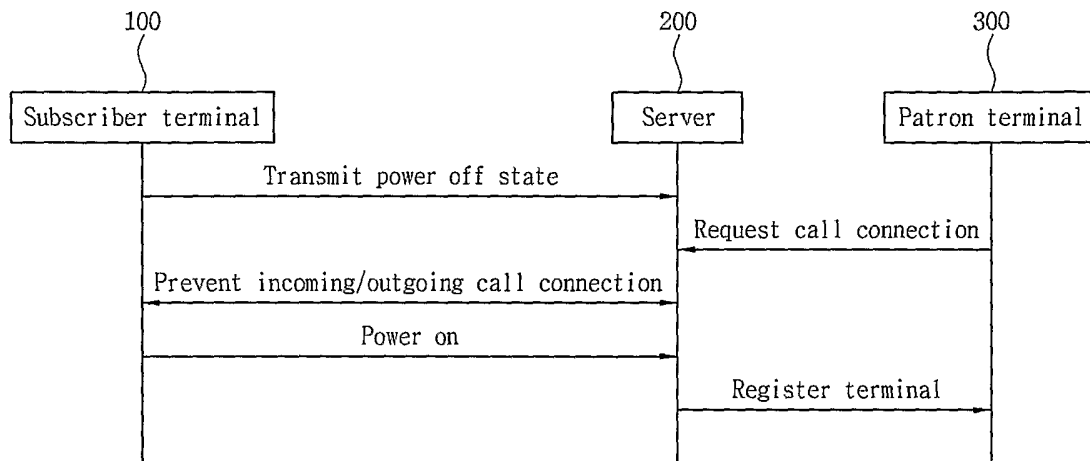 100
200
300
Subscriber terminal
Server
Patron terminal
Transmit power off state
Request call connection
Prevent incoming/outgoing call connection
Power on
Register terminal